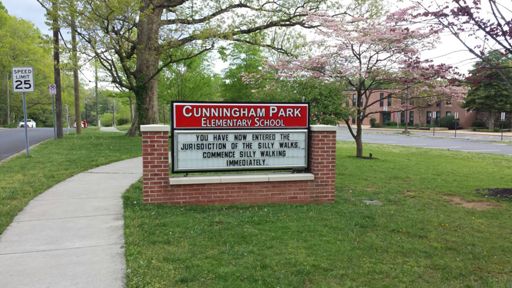 SPEED
LIMIT
25
CUNNINGHAM PARK
ELEMENTARY SCHOOL
YOU HAVE NOW ENTERED THE
JURISDICTION OF THE SILLY WALKS.
COMMENCE SILLY WALKING
IMMEDIATELY.